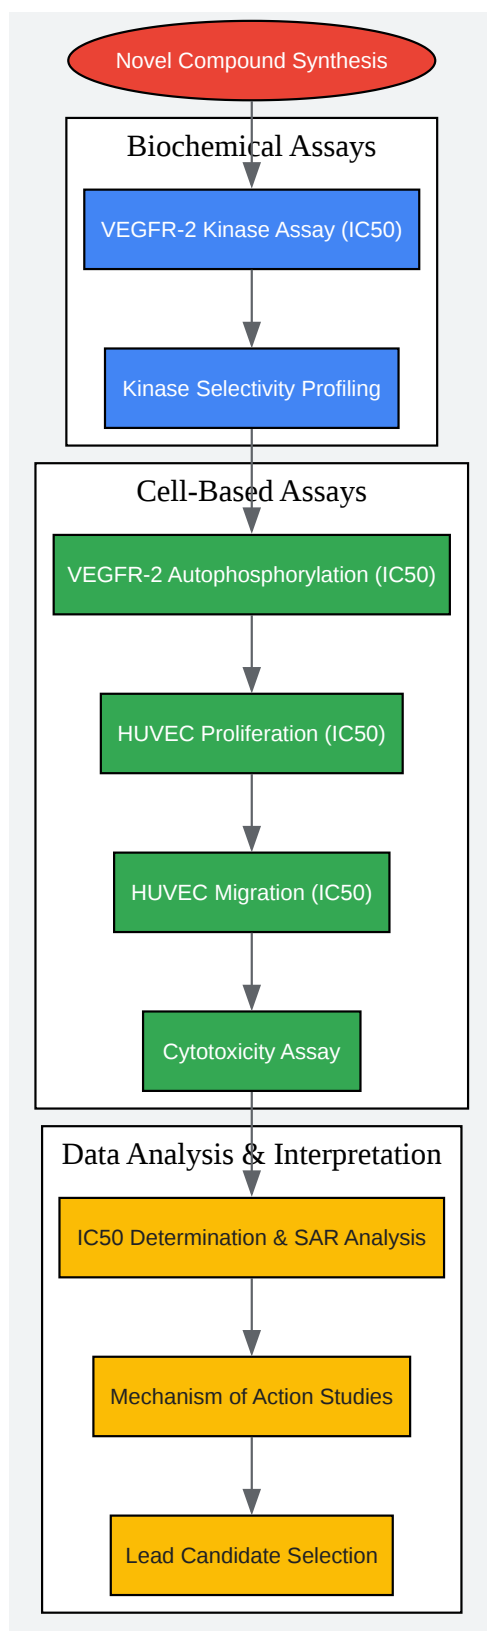 Novel Compound Synthesis
Biochemical Assays
VEGFR-2 Kinase Assay (IC50)
Kinase Selectivity Profiling
Cell-Based Assays
VEGFR-2 Autophosphorylation (IC50)
HUVEC Proliferation (IC50)
HUVEC Migration (IC50)
Cytotoxicity Assay
Data Analysis & Interpretation
IC50 Determination & SAR Analysis
Mechanism of Action Studies
Lead Candidate Selection